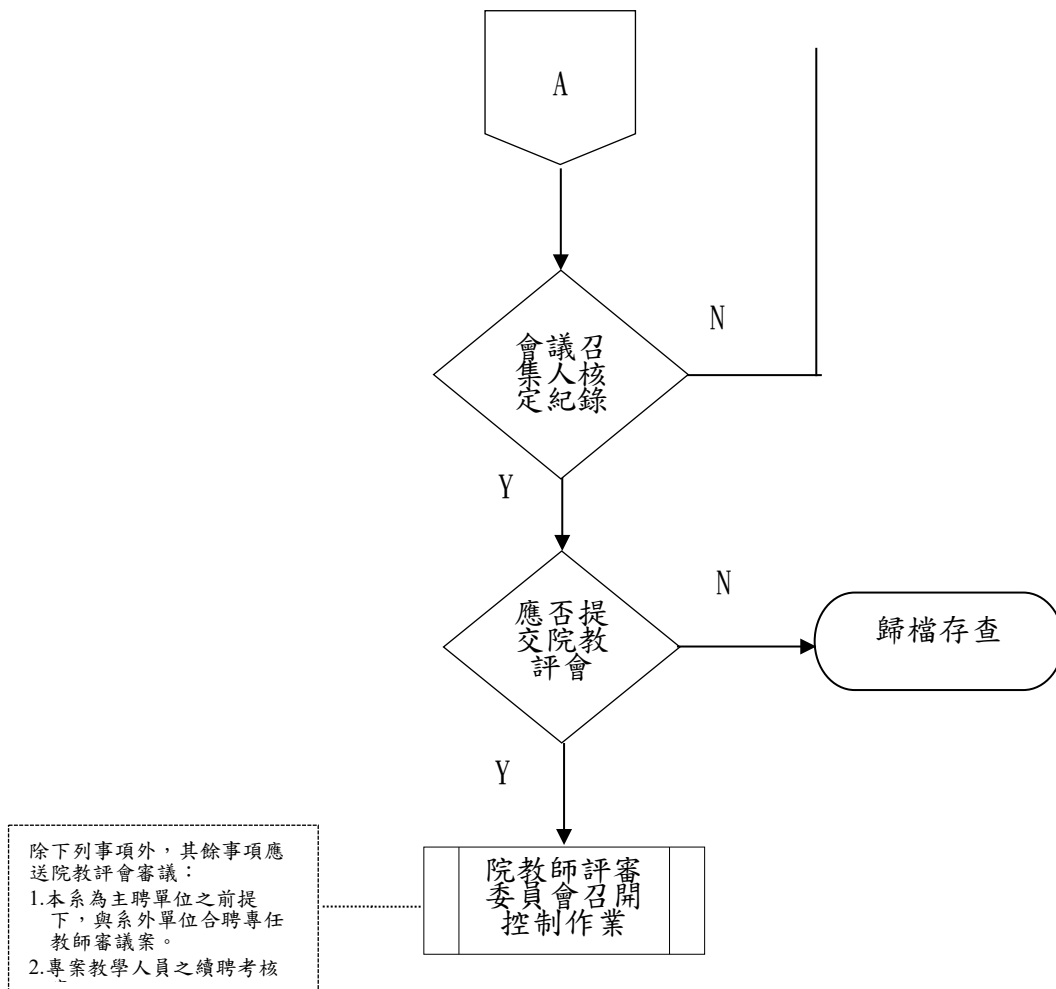 A
會議召
集人核
定紀錄
N
Y
應否提
交院教
評會
N
歸檔存查
Y
院教師評審
委員會召開
控制作業
除下列事項外，其餘事項應
送院教評會審議：
1.本系為主聘單位之前提
下，與系外單位合聘專任
教師審議案。
2.專案教學人員之續聘考核